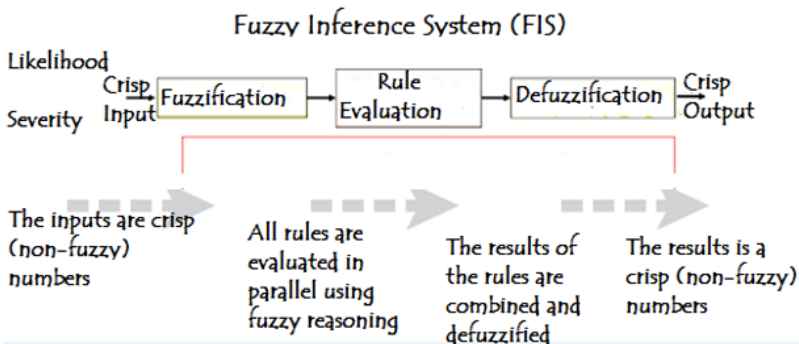 Fuzzy Inference System (FIS)
Likelihood
Severity
Crisp
Input
Fuzzification
Rule
Evaluation
Defuzzification
Crisp
Output
The inputs are crisp
(non-fuzzy)
numbers
All rules are
evaluated in
parallel using
fuzzy reasoning
The results of
the rules are
combined and
defuzzified
The results is a
crisp (non-fuzzy)
numbers